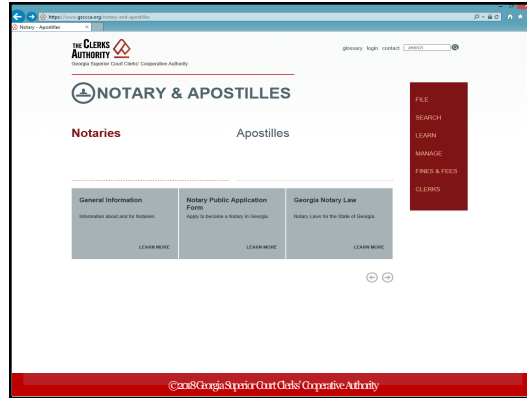 https://www.gsccca.org/notary-and-apostilles
Notary - Apostilles
THE CLERKS
AUTHORITY
Georgia Superior Court Clerks' Cooperative Authority
glossary login contact search
NOTARY & APOSTILLES
Notaries Apostilles
FILE
SEARCH
LEARN
MANAGE
FINES & FEES
CLERKS
General Information
Information about and for Notaries.
LEARN MORE
Notary Public Application
Form
Apply to become a Notary in Georgia.
LEARN MORE
Georgia Notary Law
Notary Laws for the State of Georgia.
LEARN MORE
©2018 Georgia Superior Court Clerks' Cooperative Authority